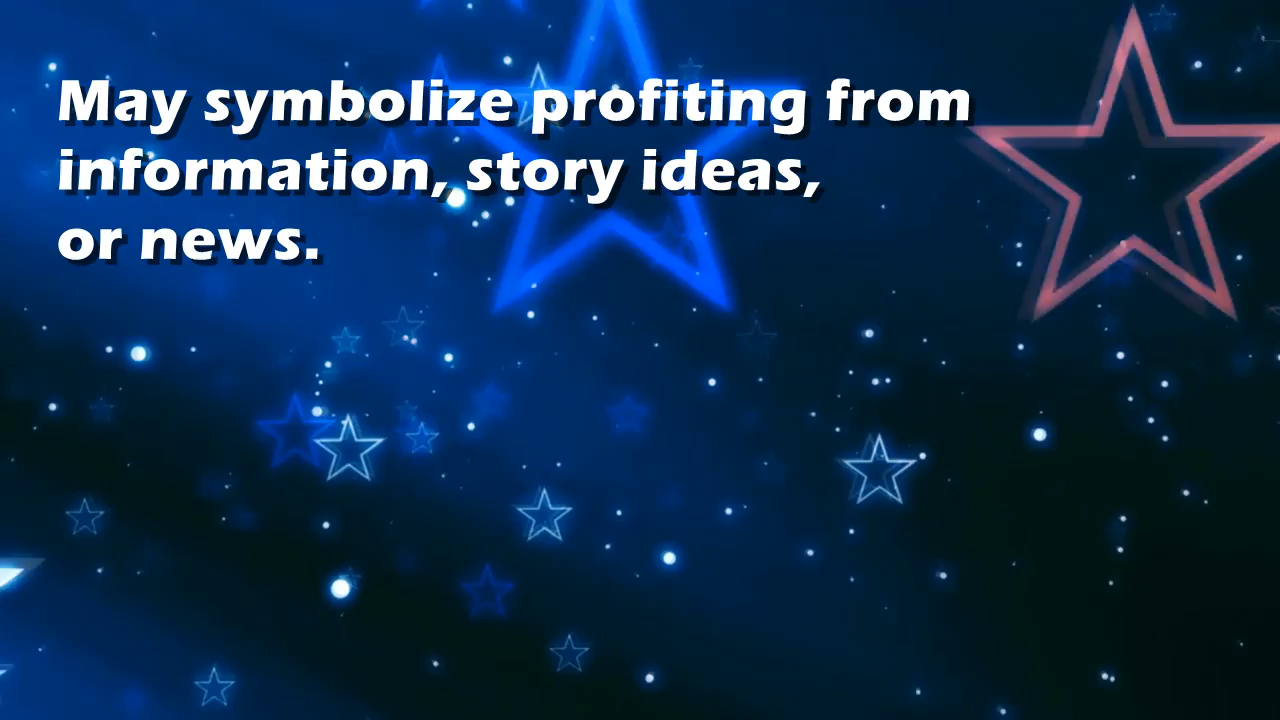 May symbolize profiting from
information, story ideas,
or news.